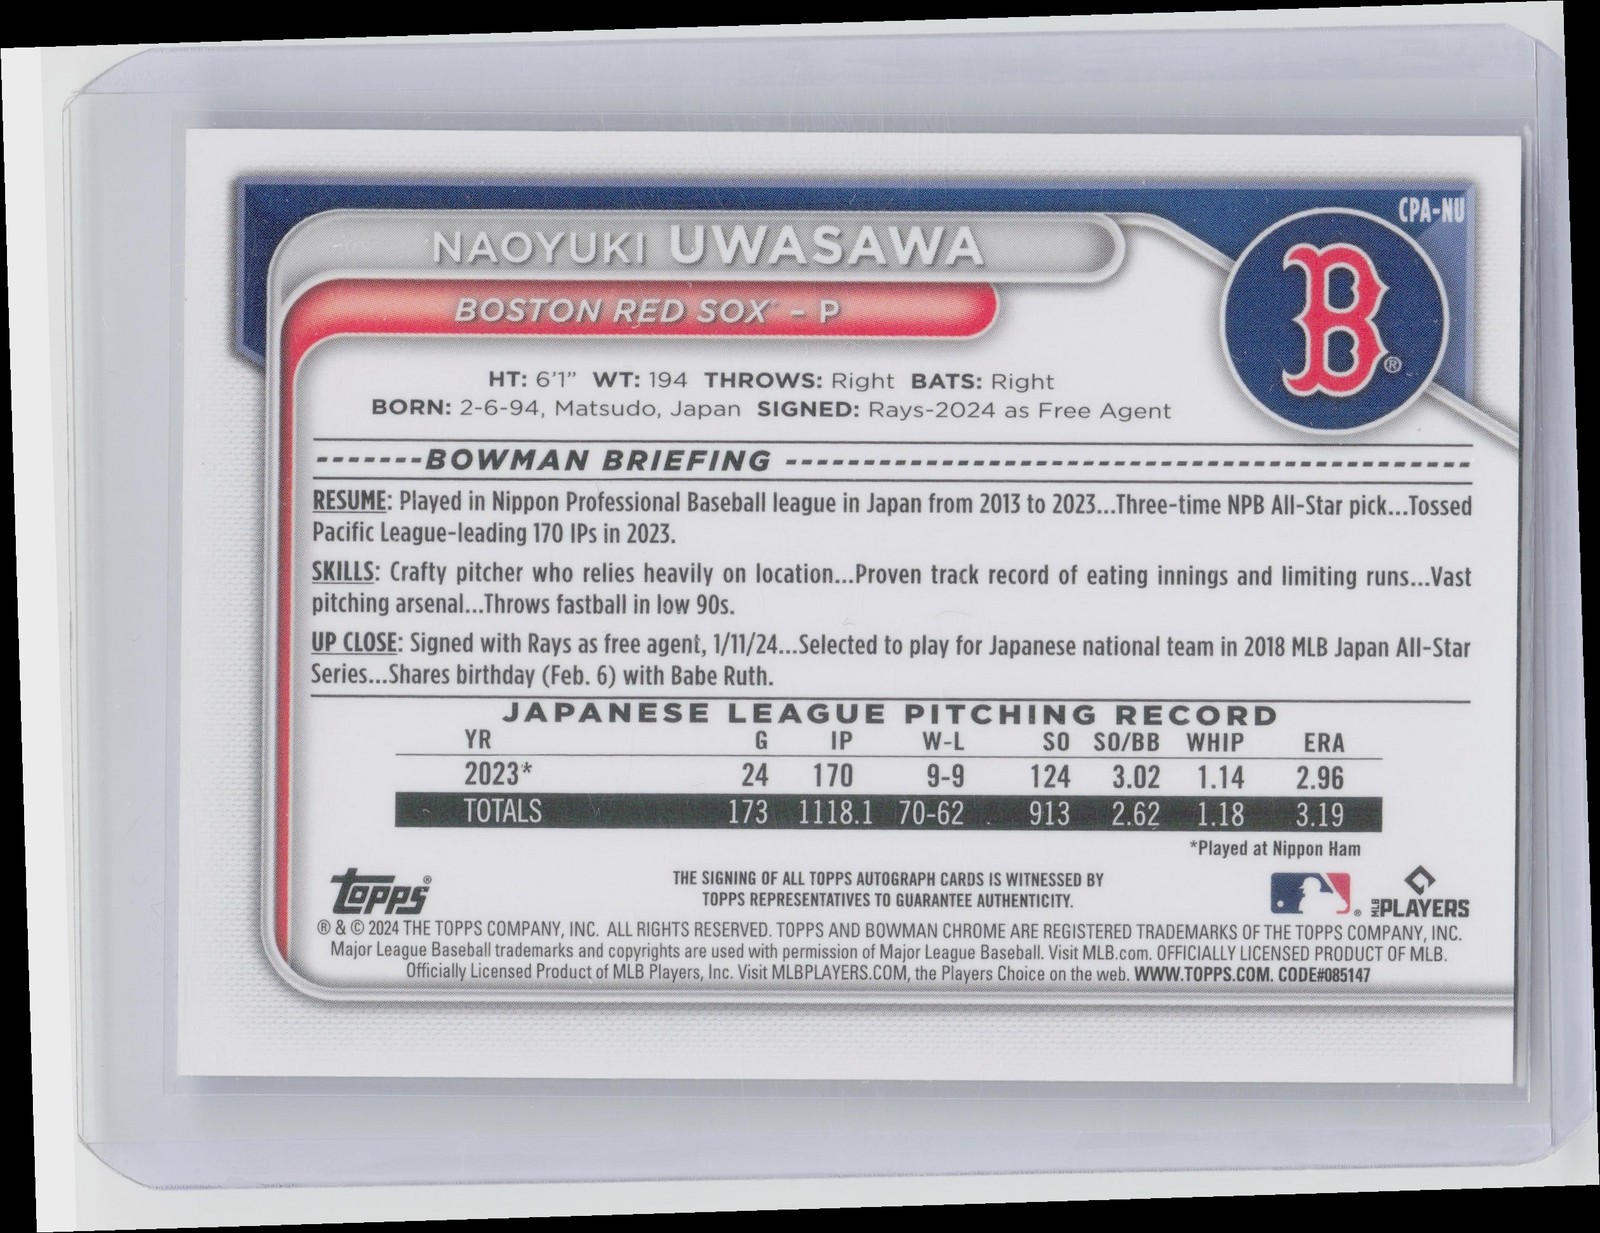 CPA-NU
NAOYUKI UWASAWA
BOSTON RED SOX - P
B®
HT: 6'1” WT: 194 THROWS: Right BATS: Right
BORN: 2-6-94, Matsudo, Japan SIGNED: Rays-2024 as Free Agent
-------BOWMAN BRIEFING --------------------------------------------
RESUME: Played in Nippon Professional Baseball league in Japan from 2013 to 2023...Three-time NPB All-Star pick...Tossed
Pacific League-leading 170 IPs in 2023.
SKILLS: Crafty pitcher who relies heavily on location...Proven track record of eating innings and limiting runs...Vast
pitching arsenal...Throws fastball in low 90s.
UP CLOSE: Signed with Rays as free agent, 1/11/24...Selected to play for Japanese national team in 2018 MLB Japan All-Star
Series...Shares birthday (Feb. 6) with Babe Ruth.
JAPANESE LEAGUE PITCHING RECORD
YR G IP W-L SO SO/BB WHIP ERA
2023* 24 170 9-9 124 3.02 1.14 2.96
TOTALS 173 1118.1 70-62 913 2.62 1.18 3.19
*Played at Nippon Ham
THE SIGNING OF ALL TOPPS AUTOGRAPH CARDS IS WITNESSED BY
TOPPS REPRESENTATIVES TO GUARANTEE AUTHENTICITY.
Topps®
MLB PLAYERS
® & © 2024 THE TOPPS COMPANY, INC. ALL RIGHTS RESERVED. TOPPS AND BOWMAN CHROME ARE REGISTERED TRADEMARKS OF THE TOPPS COMPANY, INC.
Major League Baseball trademarks and copyrights are used with permission of Major League Baseball. Visit MLB.com. OFFICIALLY LICENSED PRODUCT OF MLB.
Officially Licensed Product of MLB Players, Inc. Visit MLBPLAYERS.COM, the Players Choice on the web. WWW.TOPPS.COM. CODE#085147